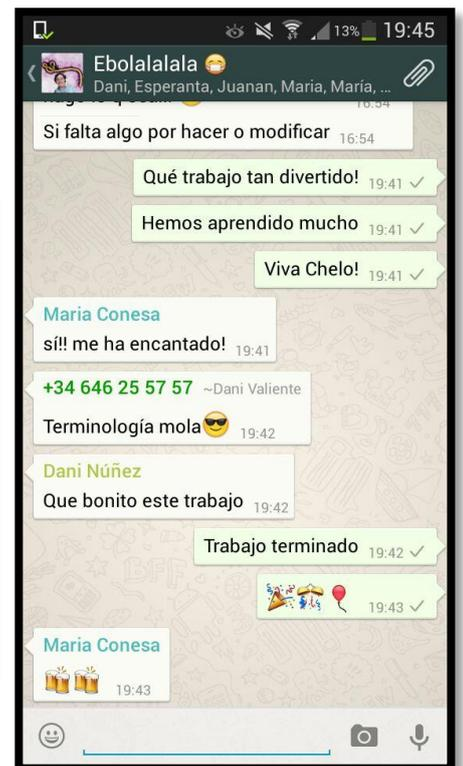 13% 19:45
Ebolalalala
Dani, Esperanta, Juanan, Maria, María, ...
16:54
Si falta algo por hacer o modificar 16:54
Qué trabajo tan divertido! 19:41
Hemos aprendido mucho 19:41
Viva Chelo! 19:41
Maria Conesa
sí!! me ha encantado! 19:41
+34 646 25 57 57 ~Dani Valiente
Terminología mola😎 19:42
Dani Núñez
Que bonito este trabajo 19:42
Trabajo terminado 19:42
19:43
Maria Conesa
19:43